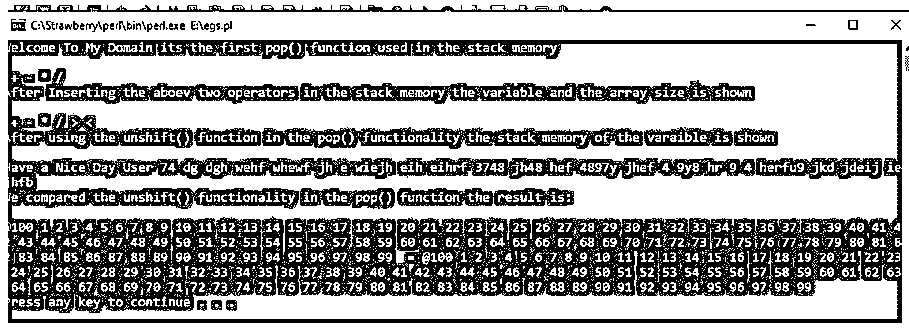 C:\Strawberry\perl\bin\perl.exe E:\egs.pl
elcome To My Domain its the first pop() function used in the stack memory
+ - /
fter Inserting the aboev two operators in the stack memory the variable and the array size is shown
+ - /
fter using the unshift() function in the pop() functionality the stack memory of the varaible is shown
ave a Nice Day User 74 dg dgh wehf whewf jh e wiejh eih eihrf 3748 jh48 hef 4897y jhef 4 9y8 hr 9 4 herfu9 jkd jdeij ie
hfb
e compared the unshift() functionality in the pop() function the result is:
100 1 2 3 4 5 6 7 8 9 10 11 12 13 14 15 16 17 18 19 20 21 22 23 24 25 26 27 28 29 30 31 32 33 34 35 36 37 38 39 40 41 4
43 44 45 46 47 48 49 50 51 52 53 54 55 56 57 58 59 60 61 62 63 64 65 66 67 68 69 70 71 72 73 74 75 76 77 78 79 80 81 8
83 84 85 86 87 88 89 90 91 92 93 94 95 96 97 98 99 = @100 1 2 3 4 5 6 7 8 9 10 11 12 13 14 15 16 17 18 19 20 21 22 23
24 25 26 27 28 29 30 31 32 33 34 35 36 37 38 39 40 41 42 43 44 45 46 47 48 49 50 51 52 53 54 55 56 57 58 59 60 61 62 63
64 65 66 67 68 69 70 71 72 73 74 75 76 77 78 79 80 81 82 83 84 85 86 87 88 89 90 91 92 93 94 95 96 97 98 99
ress any key to continue . . .